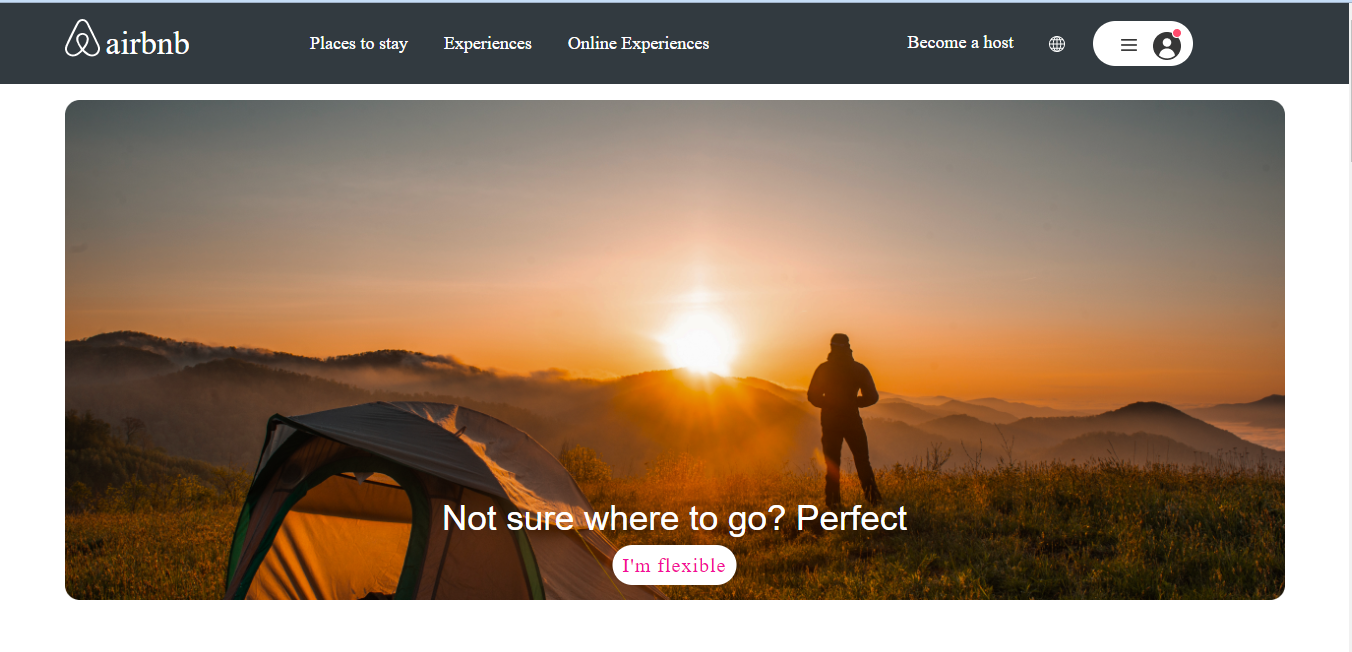 airbnb
Places to stay Experiences Online Experiences Become a host
Not sure where to go? Perfect
I'm flexible